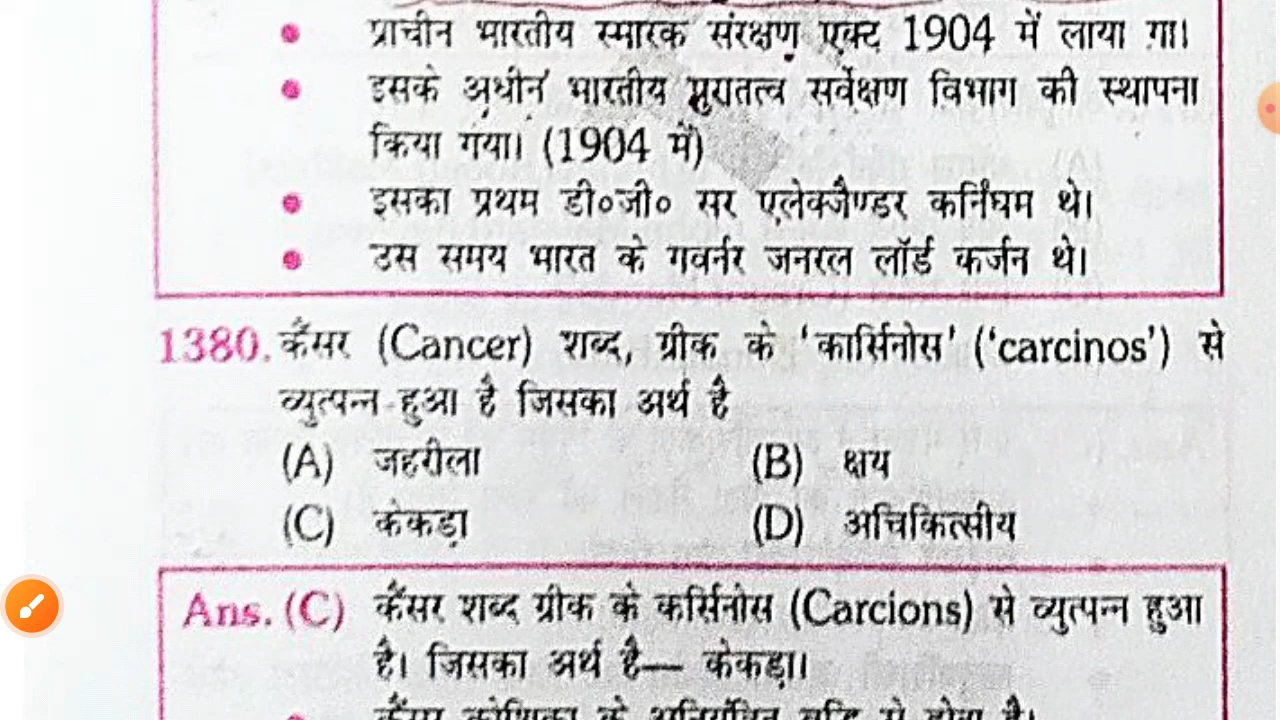 प्राचीन भारतीय स्मारक संरक्षण एक्ट 1904 में लाया गा।
इसके अधीन भारतीय पुरातत्व सर्वेक्षण विभाग की स्थापना
किया गया। (1904 में)
इसका प्रथम डी०जी० सर एलेक्जैण्डर कनिंघम थे।
उस समय भारत के गवर्नर जनरल लॉर्ड कर्जन थे।
1380. कैंसर (Cancer) शब्द, ग्रीक के ‘कार्सिनोस’ (‘carcinos’) से
व्युत्पन्न हुआ है जिसका अर्थ है
(A) जहरीला (B) क्षय
(C) केकड़ा (D) अचिकित्सीय
Ans. (C) कैंसर शब्द ग्रीक के कर्सिनोस (Carcions) से व्युत्पन्न हुआ
है। जिसका अर्थ है— केकड़ा।
कैंसर कोशिका के अनियंत्रित वृद्धि से होता है।